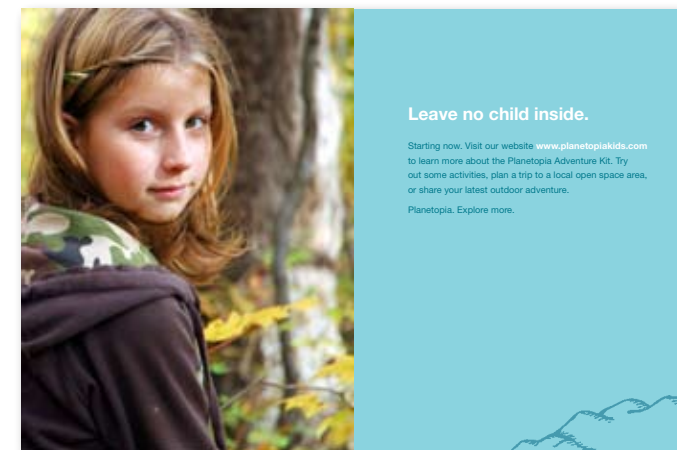 Leave no child inside.
Starting now. Visit our website www.planetopiakids.com
to learn more about the Planetopia Adventure Kit. Try
out some activities, plan a trip to a local open space area,
or share your latest outdoor adventure.
Planetopia. Explore more.